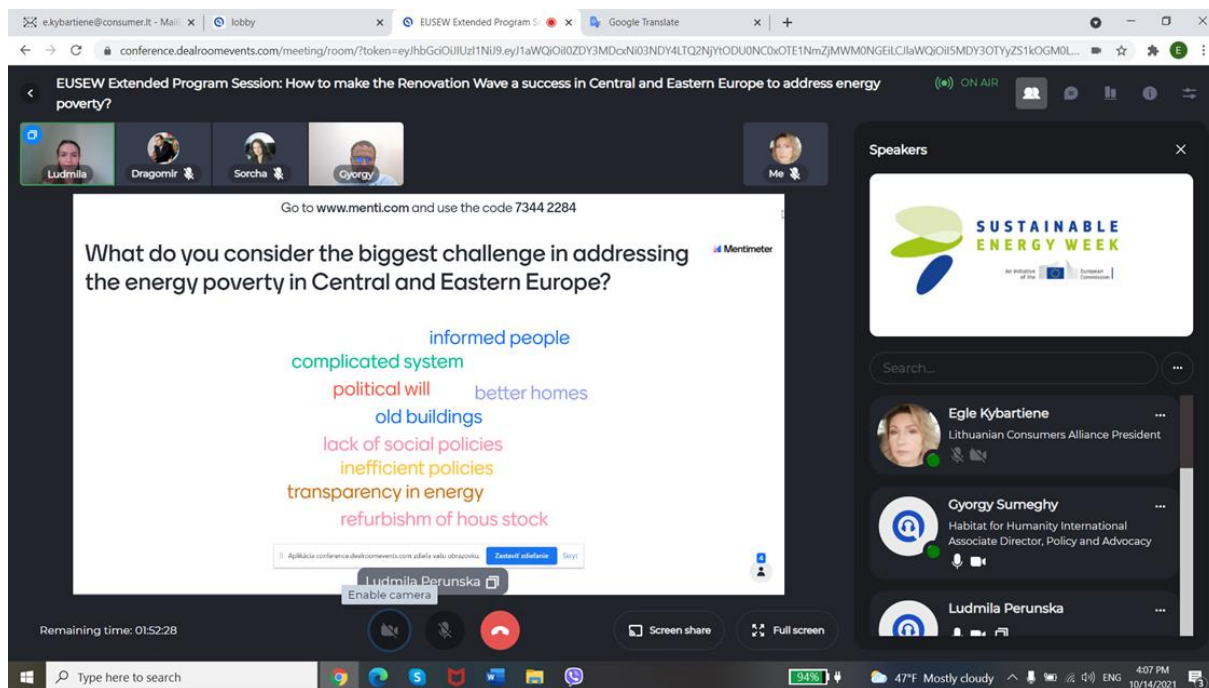 e.kybartiene@consumer.lt - Mail
lobby
EUSEW Extended Program S
Google Translate
conference.dealroomevents.com/meeting/room/?token=
E
EUSEW Extended Program Session: How to make the Renovation Wave a success in Central and Eastern Europe to address energy
poverty?
ON AIR
Ludmila
Dragomir
Sorcha
Gyorgy
Me
Go to www.menti.com and use the code 7344 2284
Mentimeter
What do you consider the biggest challenge in addressing
the energy poverty in Central and Eastern Europe?
informed people
complicated system
political will
better homes
old buildings
lack of social policies
inefficient policies
transparency in energy
refurbishm of hous stock
Aplikácia conference.dealroomevents.com zdieľa vašu obrazovku.
Zastaviť zdieľanie
Skryť
4
Ludmila Perunska
Enable camera
Remaining time: 01:52:28
Screen share
Full screen
Speakers
SUSTAINABLE
ENERGY WEEK
An initiative
of the
European
Commission
Search...
Egle Kybartiene
Lithuanian Consumers Alliance President
Gyorgy Sumeghy
Habitat for Humanity International
Associate Director, Policy and Advocacy
Ludmila Perunska
Type here to search
94%
47°F Mostly cloudy
ENG
4:07 PM
10/14/2021
3